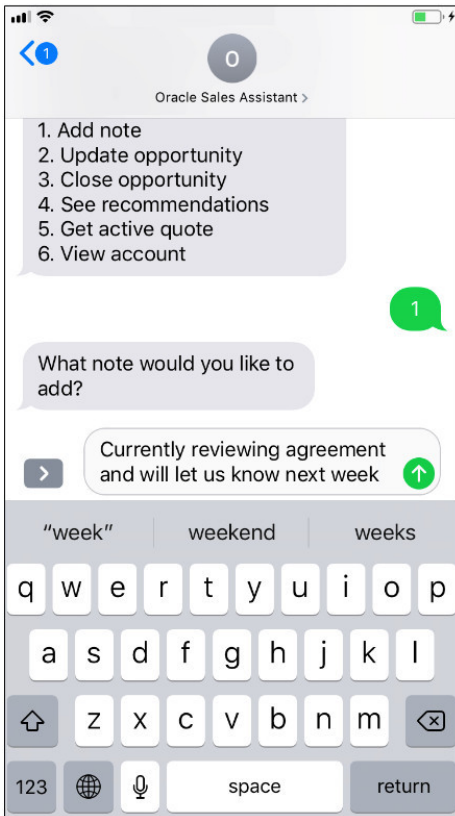 1
O
Oracle Sales Assistant >
1. Add note
2. Update opportunity
3. Close opportunity
4. See recommendations
5. Get active quote
6. View account
1
What note would you like to
add?
Currently reviewing agreement
and will let us know next week
“week” weekend weeks
q w e r t y u i o p
a s d f g h j k l
z x c v b n m
123 space return